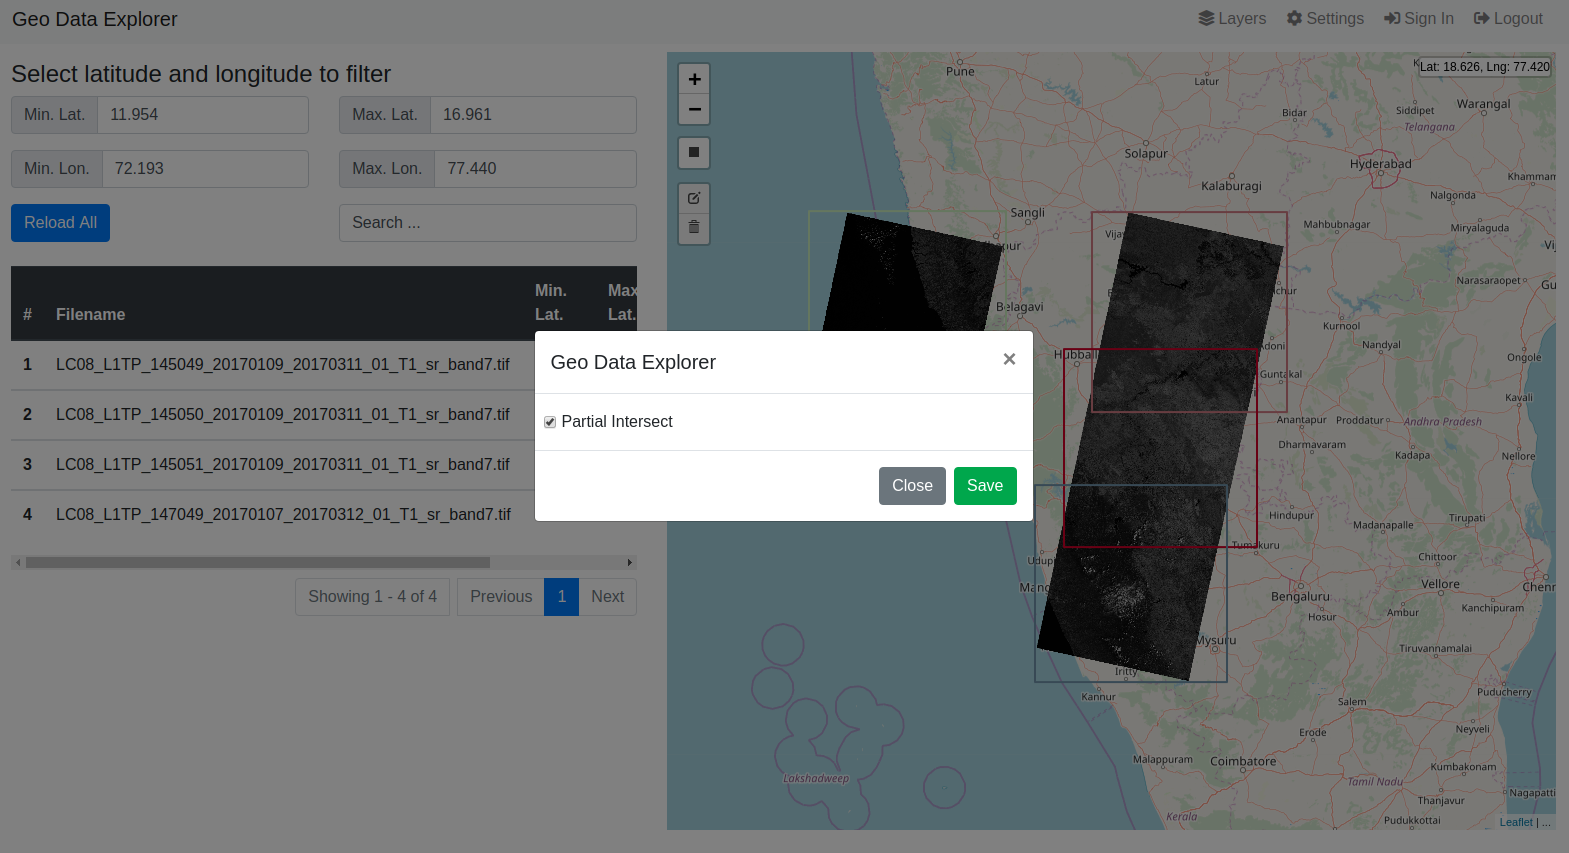 Geo Data Explorer
Layers
Settings
Sign In
Logout
Select latitude and longitude to filter
Min. Lat.
11.954
Max. Lat.
16.961
Min. Lon.
72.193
Max. Lon.
77.440
Reload All
Search ...
# Filename Min. Lat. Max Lat.
1 LC08_L1TP_145049_20170109_20170311_01_T1_sr_band7.tif
2 LC08_L1TP_145050_20170109_20170311_01_T1_sr_band7.tif
3 LC08_L1TP_145051_20170109_20170311_01_T1_sr_band7.tif
4 LC08_L1TP_147049_20170107_20170312_01_T1_sr_band7.tif
Showing 1 - 4 of 4
Previous
1
Next
Geo Data Explorer
×
Partial Intersect
Close
Save
+
−
Lat: 18.626, Lng: 77.420
Pune
Latur
Siddipet
Warangal
Bidar
Telangana
Solapur
Hyderabad
Kalaburagi
Khammam
Nalgonda
Sangli
Mahbubnagar
Miryalaguda
Narasaraopet
Belagavi
Kurnool
Nandyal
Adoni
Ongole
Hubballi
Guntakal
Kavali
Anantapur
Proddatur
Andhra Pradesh
Dharmavaram
Kadapa
Nellore
Hindupur
Madanapalle
Tirupati
Tumakuru
Chittoor
Udupi
Vellore
Bengaluru
Kanchipuram
Ambur
Hosur
Mysuru
Tiruvannamalai
Iritty
Kannur
Puducherry
Salem
Erode
Neyveli
Malappuram
Coimbatore
Kumbakonam
Lakshadweep
Tamil Nadu
Nagapatti
Thanjavur
Kerala
Pudukkottai
Leaflet | ...